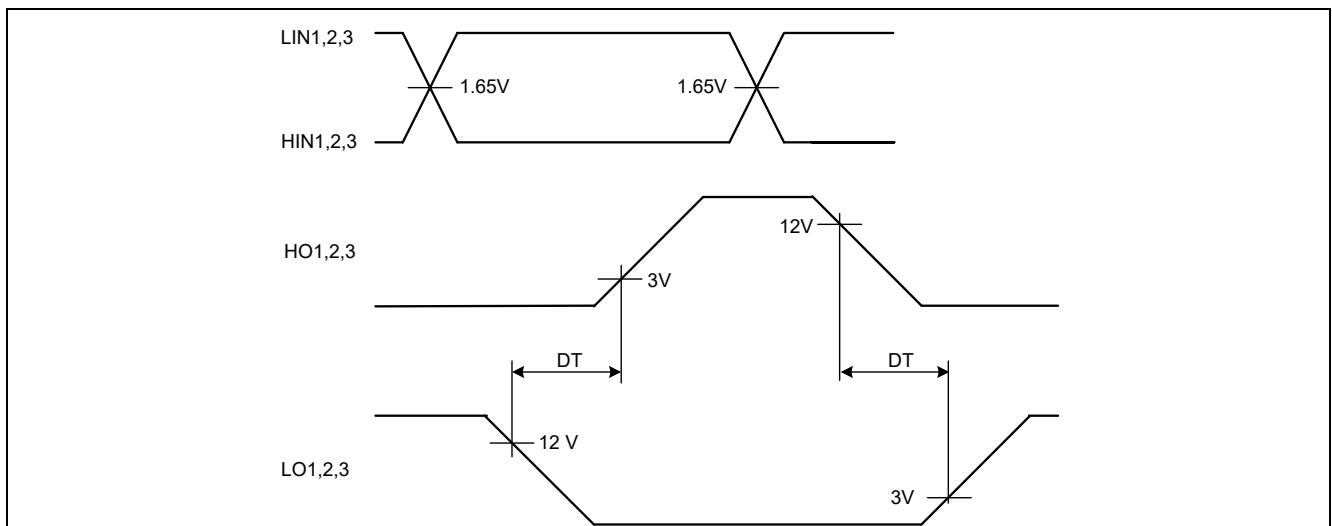 LIN1,2,3
1.65V 1.65V
HIN1,2,3
12V
HO1,2,3
3V
DT DT
12 V
LO1,2,3
3V